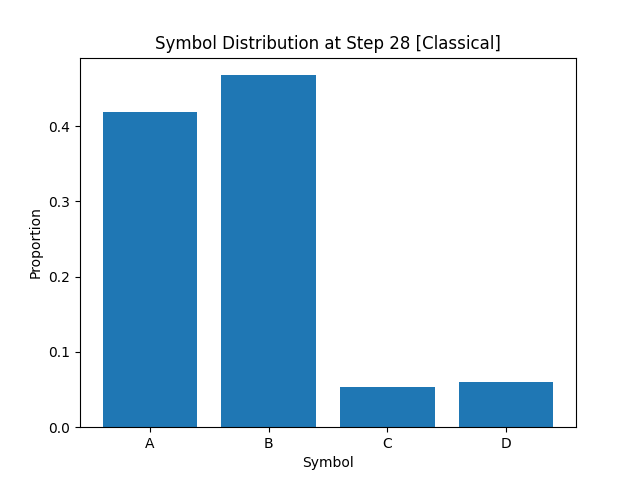 Symbol Distribution at Step 28 [Classical]
Proportion
0.4
0.3
0.2
0.1
0.0
A B C D
Symbol